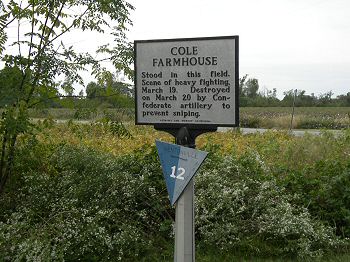 COLE
FARMHOUSE
Stood in this field.
Scene of heavy fighting,
March 19. Destroyed
on March 20 by Con-
federate artillery to
prevent sniping.
12